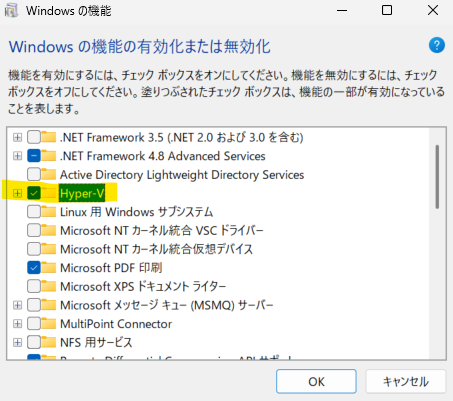 Windows の機能
Windows の機能の有効化または無効化
機能を有効にするには、チェック ボックスをオンにしてください。機能を無効にするには、チェック
ボックスをオフにしてください。塗りつぶされたチェック ボックスは、機能の一部が有効になっている
ことを表します。
.NET Framework 3.5 (.NET 2.0 および 3.0 を含む)
.NET Framework 4.8 Advanced Services
Active Directory Lightweight Directory Services
Hyper-V
Linux 用 Windows サブシステム
Microsoft NT カーネル統合 VSC ドライバー
Microsoft NT カーネル統合仮想デバイス
Microsoft PDF 印刷
Microsoft XPS ドキュメント ライター
Microsoft メッセージ キュー (MSMQ) サーバー
MultiPoint Connector
NFS 用サービス
Remote Differential Compression API サポート
OK
キャンセル